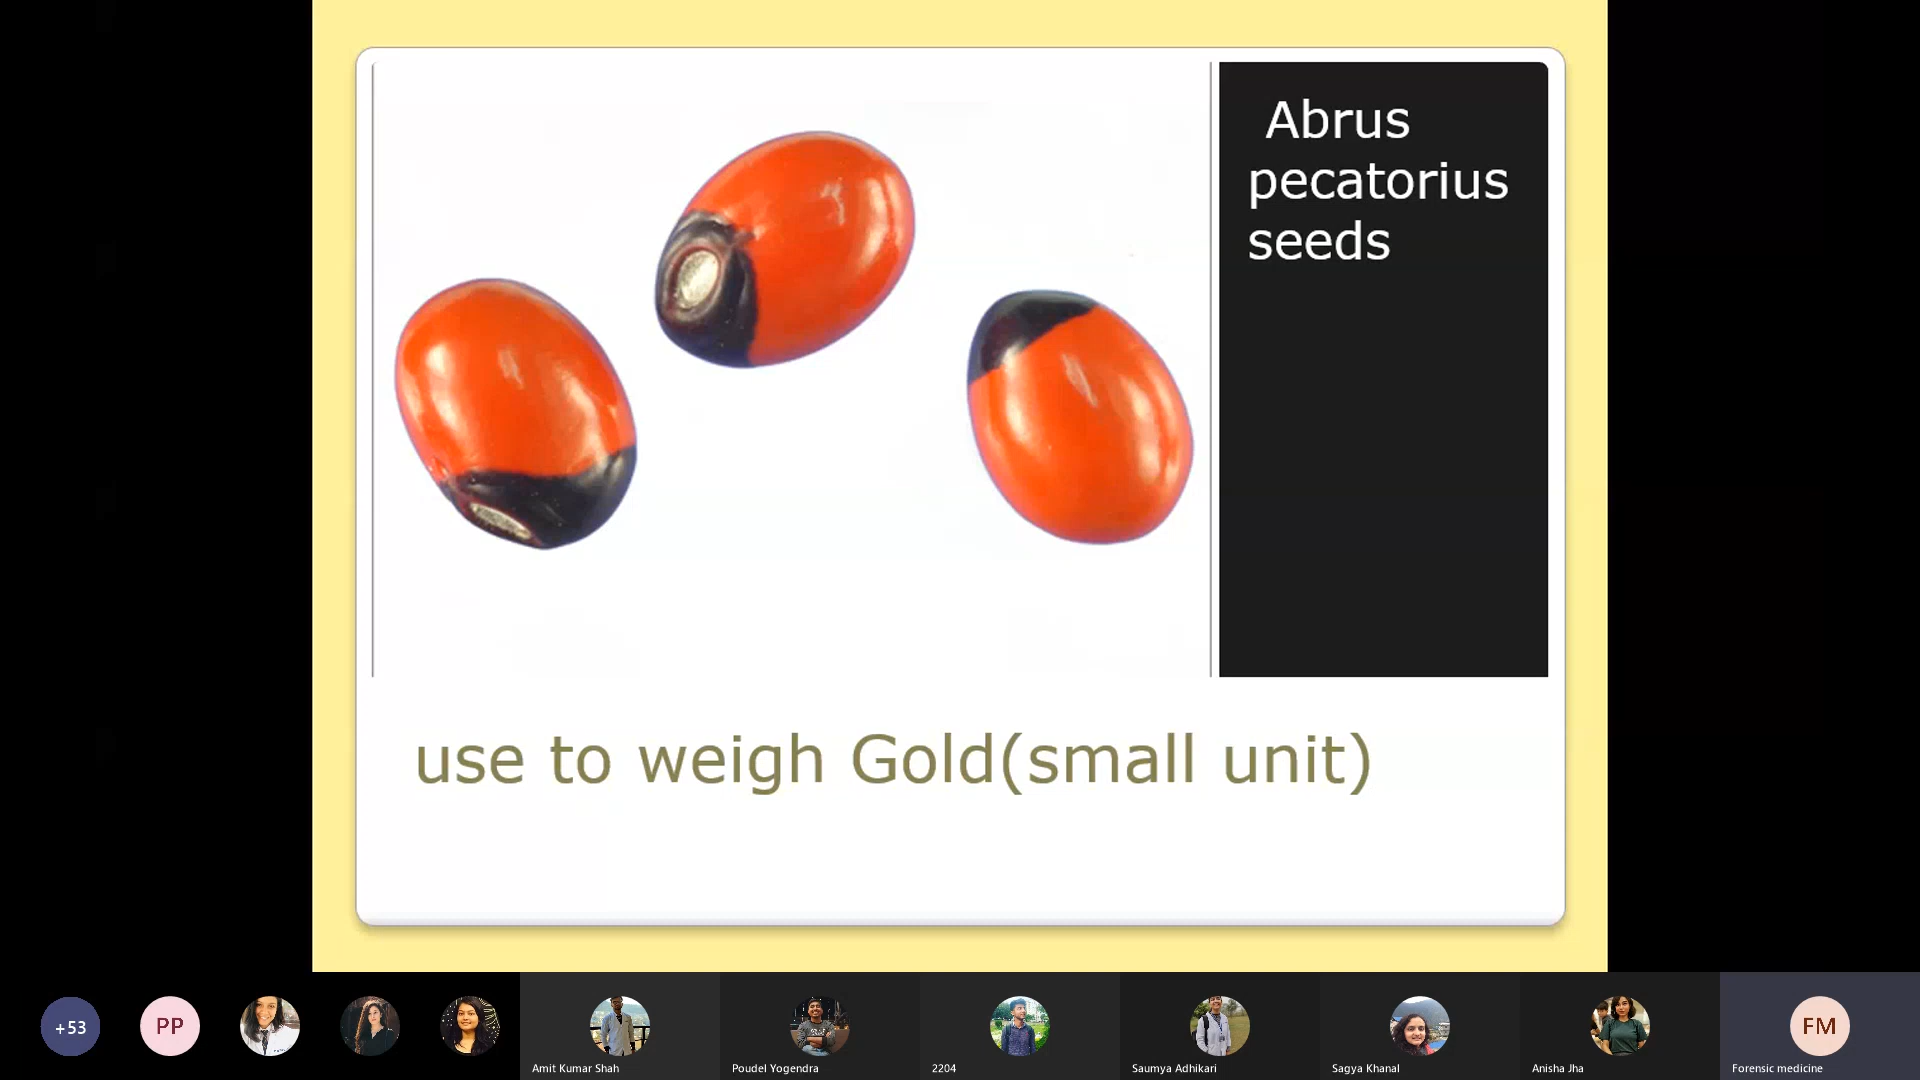 Abrus
pecatorius
seeds
use to weigh Gold(small unit)
+53
PP
FM
Amit Kumar Shah
Poudel Yogendra
2204
Saumya Adhikari
Sagya Khanal
Anisha Jha
Forensic medicine